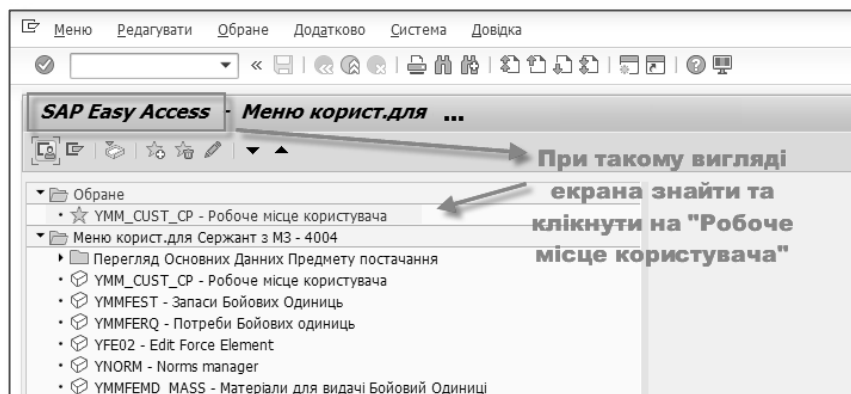 Меню Редагувати Обране Додатково Система Довідка
SAP Easy Access - Меню корист.для ...
При такому вигляді
екрана знайти та
клікнути на "Робоче
місце користувача"
Обране
YMM_CUST_CP - Робоче місце користувача
Меню корист.для Сержант з МЗ - 4004
Перегляд Основних Данних Предмету постачання
YMM_CUST_CP - Робоче місце користувача
YMMFEST - Запаси Бойових Одиниць
YMMFERQ - Потреби Бойових одиниць
YFE02 - Edit Force Element
YNORM - Norms manager
YMMFEMD_MASS - Матеріали для видачі Бойовий Одиниці